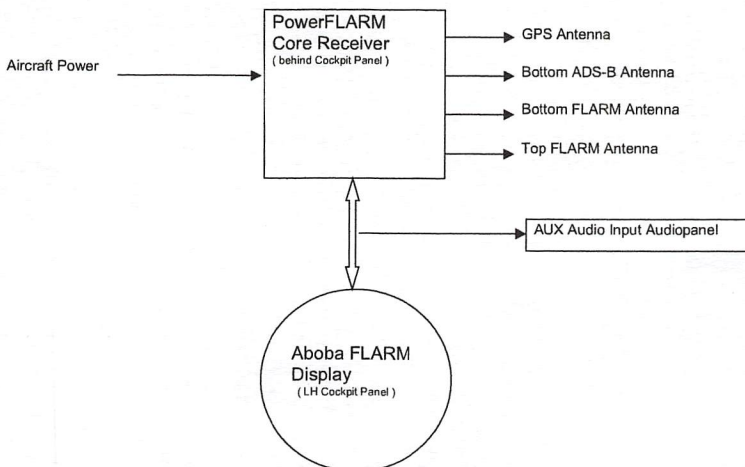 PowerFLARM
Core Receiver
( behind Cockpit Panel )
Aircraft Power
GPS Antenna
Bottom ADS-B Antenna
Bottom FLARM Antenna
Top FLARM Antenna
AUX Audio Input Audiopanel
Aboba FLARM
Display
( LH Cockpit Panel )